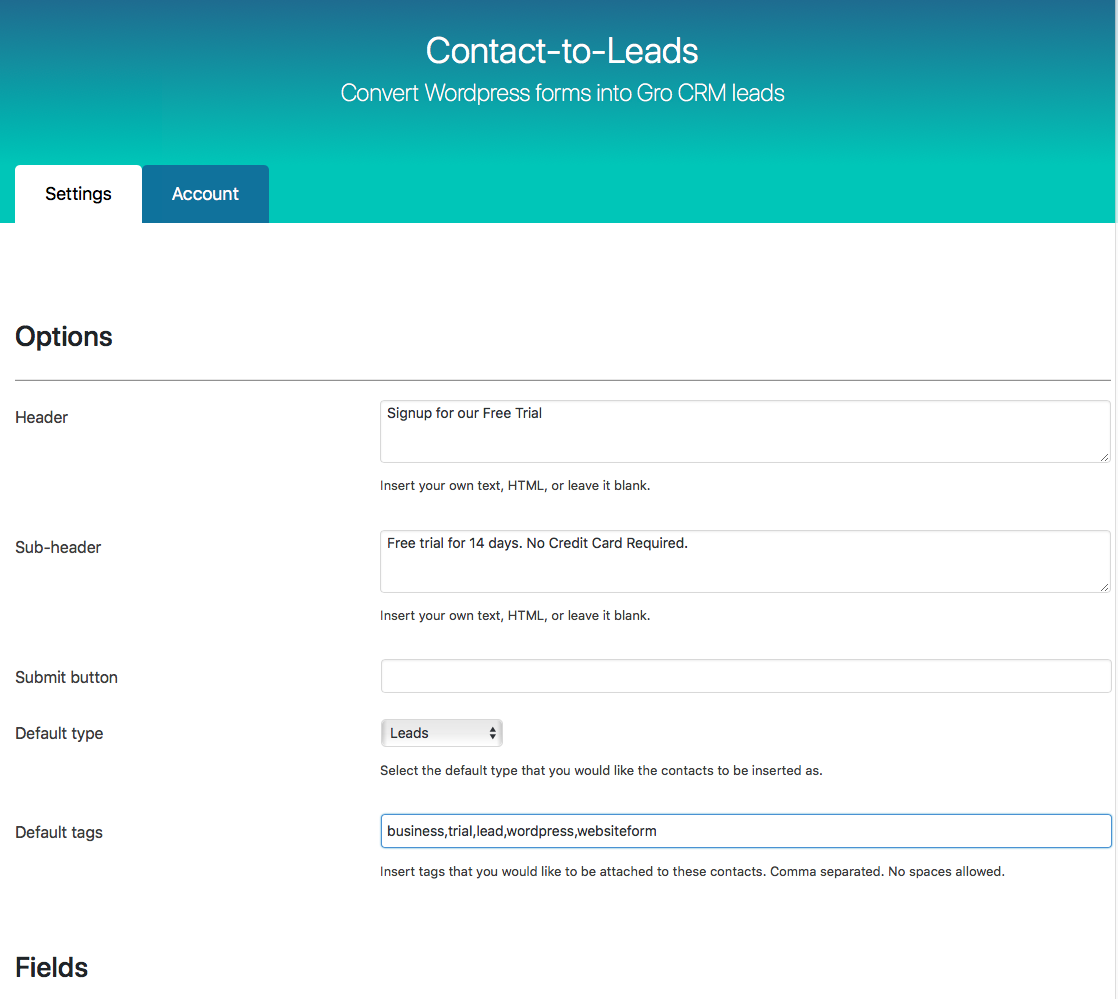 Contact-to-Leads
Convert Wordpress forms into Gro CRM leads
Settings
Account
Options
Header
Signup for our Free Trial
Insert your own text, HTML, or leave it blank.
Sub-header
Free trial for 14 days. No Credit Card Required.
Insert your own text, HTML, or leave it blank.
Submit button
Default type
Leads
Select the default type that you would like the contacts to be inserted as.
Default tags
business,trial,lead,wordpress,websiteform
Insert tags that you would like to be attached to these contacts. Comma separated. No spaces allowed.
Fields